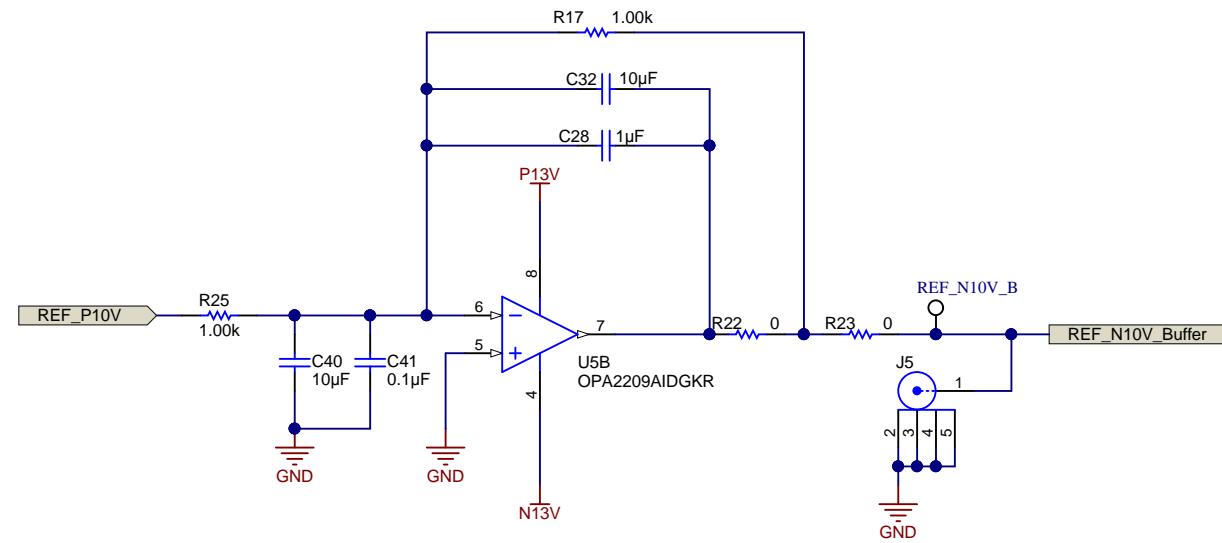 R17 1.00k
C32 10µF
C28 1µF
P13V
8
REF_P10V
R25
1.00k
6
5
7
4
U5B
OPA2209AIDGKR
C40
10µF
C41
0.1µF
GND
GND
N13V
R22 0
R23 0
REF_N10V_B
REF_N10V_Buffer
J5
1
2
3
4
5
GND